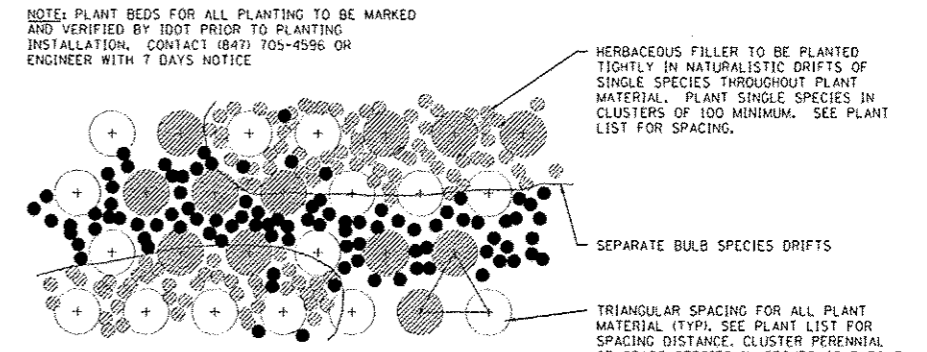 NOTE: PLANT BEDS FOR ALL PLANTING TO BE MARKED
AND VERIFIED BY IDOT PRIOR TO PLANTING
INSTALLATION. CONTACT (847) 705-4596 OR
ENGINEER WITH 7 DAYS NOTICE
HERBACEOUS FILLER TO BE PLANTED
TIGHTLY IN NATURALISTIC DRIFTS OF
SINGLE SPECIES THROUGHOUT PLANT
MATERIAL. PLANT SINGLE SPECIES IN
CLUSTERS OF 100 MINIMUM. SEE PLANT
LIST FOR SPACING.
SEPARATE BULB SPECIES DRIFTS
TRIANGULAR SPACING FOR ALL PLANT
MATERIAL (TYP). SEE PLANT LIST FOR
SPACING DISTANCE. CLUSTER PERENNIAL